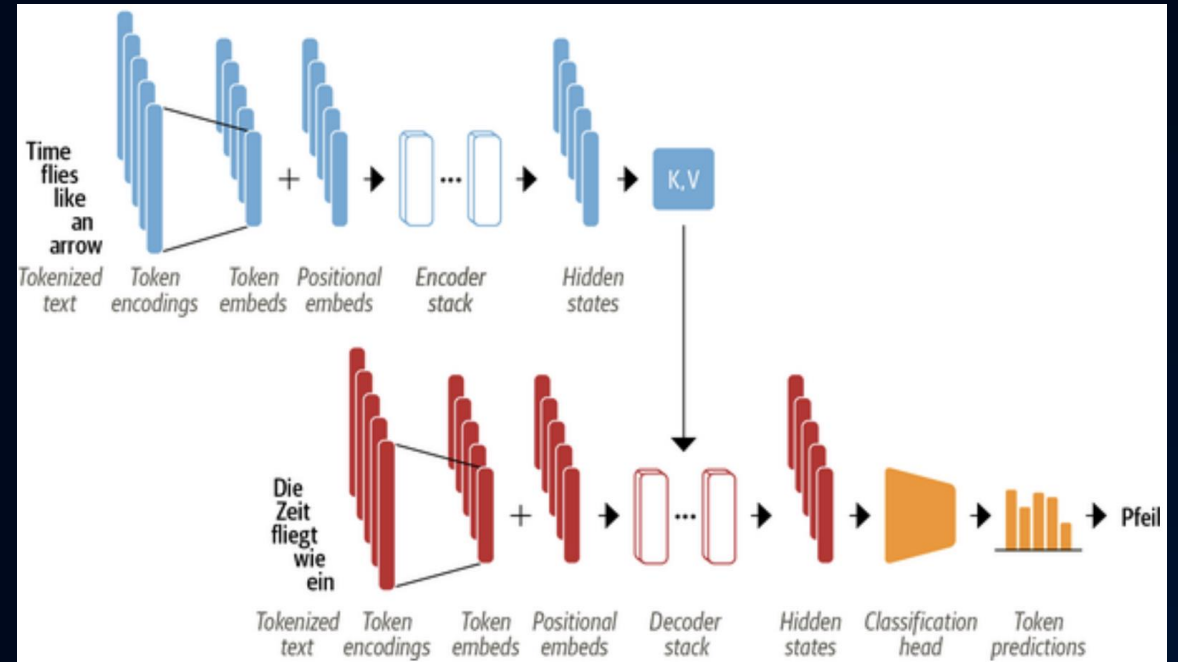 Time
flies
like
an
arrow
K,V
Tokenized Token Token Positional Encoder Hidden
text encodings embeds embeds stack states
Die
Zeit
fliegt
wie
ein
Pfeil
Tokenized Token Token Positional Decoder Hidden Classification Token
text encodings embeds embeds stack states head predictions